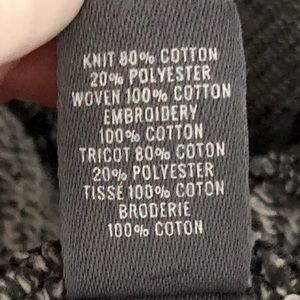 KNIT 80% COTTON
20% POLYESTER
WOVEN 100% COTTON
EMBROIDERY
100% COTTON
TRICOT 80% COTON
20% POLYESTER
TISSÉ 100% COTON
BRODERIE
100% COTON